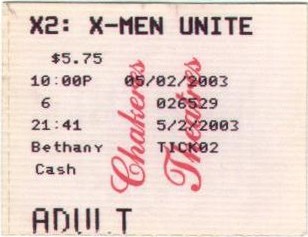 X2: X-MEN UNITE
$5.75
10:00P 05/02/2003
6 026529
21:41 5/2/2003
Bethany TICK02
Cash
ADULT
Chakeres
Theatres